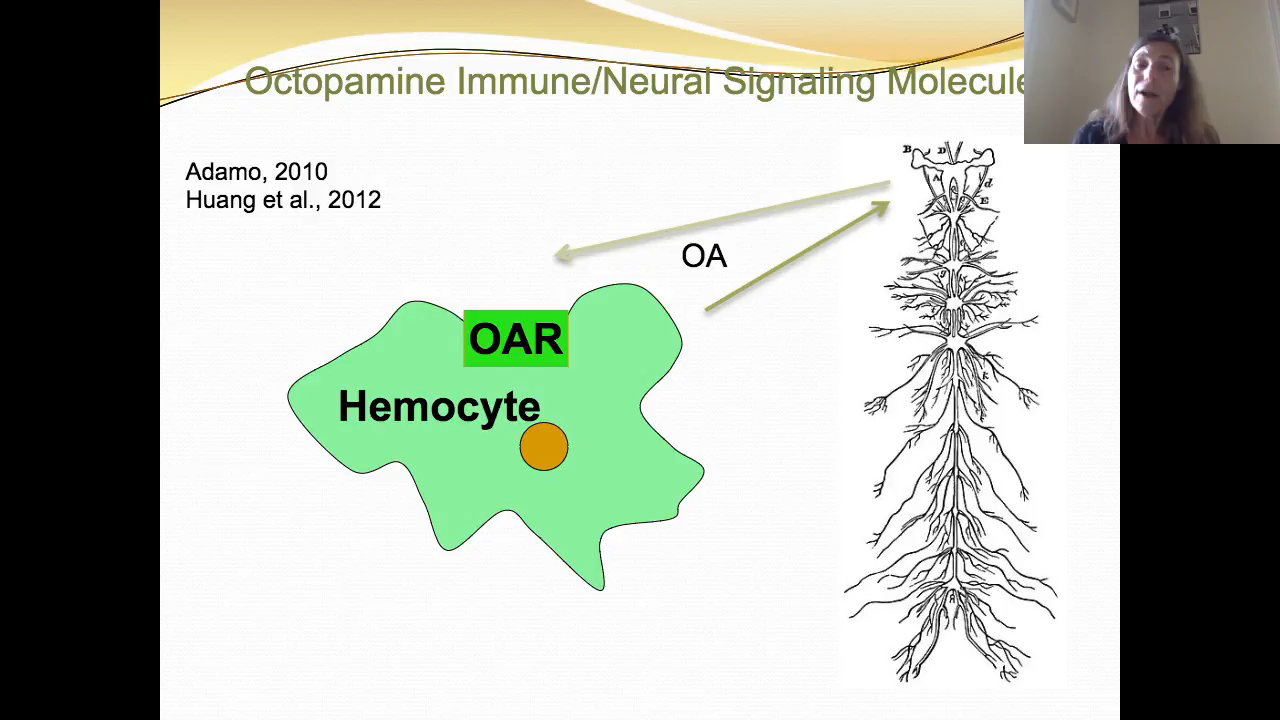 Octopamine Immune/Neural Signaling Molecule
Adamo, 2010
Huang et al., 2012
OA
OAR
Hemocyte
B D
A d
E
g
k